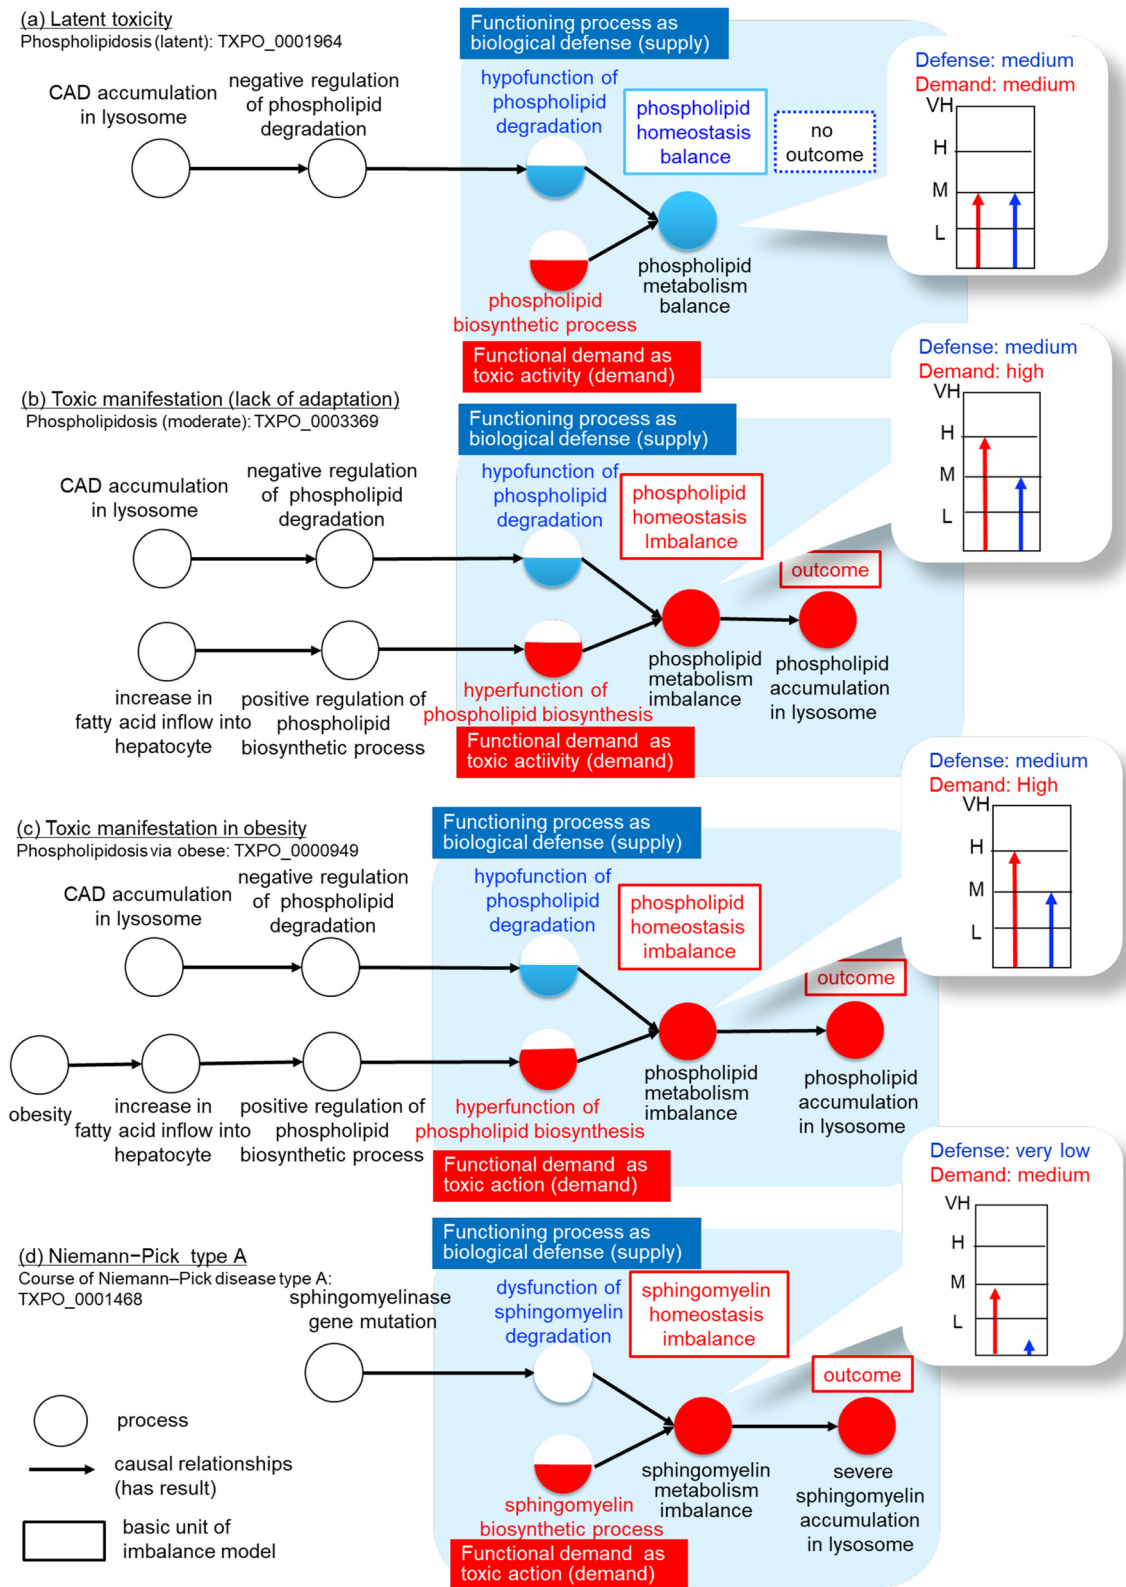 (a) Latent toxicity
Phospholipidosis (latent): TXPO_0001964
Functioning process as
biological defense (supply)
CAD accumulation
in lysosome
negative regulation
of phospholipid
degradation
hypofunction of
phospholipid
degradation
phospholipid
homeostasis
balance
no
outcome
Defense: medium
Demand: medium
VH
H
M
L
phospholipid
metabolism
balance
phospholipid
biosynthetic process
Functional demand as
toxic activity (demand)
(b) Toxic manifestation (lack of adaptation)
Phospholipidosis (moderate): TXPO_0003369
Functioning process as
biological defense (supply)
CAD accumulation
in lysosome
negative regulation
of phospholipid
degradation
hypofunction of
phospholipid
degradation
phospholipid
homeostasis
Imbalance
outcome
Defense: medium
Demand: high
VH
H
M
L
increase in
fatty acid inflow into
hepatocyte
positive regulation of
phospholipid
biosynthetic process
hyperfunction of
phospholipid biosynthesis
phospholipid
metabolism
imbalance
phospholipid
accumulation
in lysosome
Functional demand as
toxic actiivity (demand)
(c) Toxic manifestation in obesity
Phospholipidosis via obese: TXPO_0000949
Functioning process as
biological defense (supply)
CAD accumulation
in lysosome
negative regulation
of phospholipid
degradation
hypofunction of
phospholipid
degradation
phospholipid
homeostasis
imbalance
outcome
Defense: medium
Demand: High
VH
H
M
L
obesity
increase in
fatty acid inflow into
hepatocyte
positive regulation of
phospholipid
biosynthetic process
hyperfunction of
phospholipid biosynthesis
phospholipid
metabolism
imbalance
phospholipid
accumulation
in lysosome
Functional demand as
toxic action (demand)
(d) Niemann−Pick type A
Course of Niemann–Pick disease type A:
TXPO_0001468
Functioning process as
biological defense (supply)
sphingomyelinase
gene mutation
dysfunction of
sphingomyelin
degradation
sphingomyelin
homeostasis
imbalance
outcome
Defense: very low
Demand: medium
VH
H
M
L
sphingomyelin
biosynthetic process
sphingomyelin
metabolism
imbalance
severe
sphingomyelin
accumulation
in lysosome
Functional demand as
toxic action (demand)
process
causal relationships
(has result)
basic unit of
imbalance model